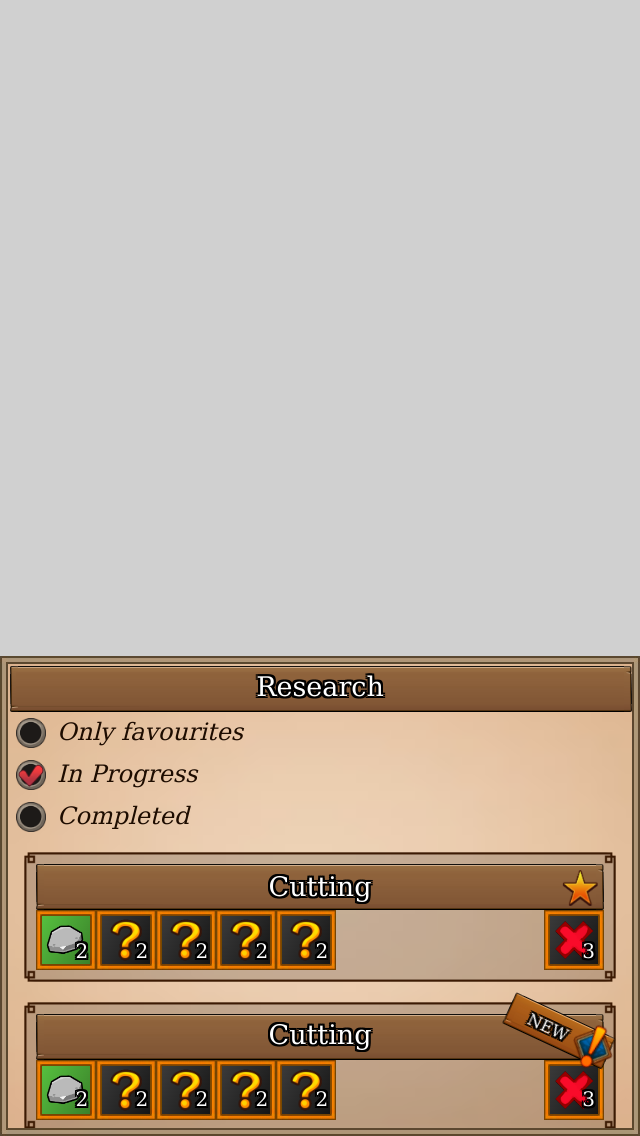 Research
Only favourites
In Progress
Completed
Cutting
2 2 2 2 2 3
NEW
Cutting
2 2 2 2 2 3